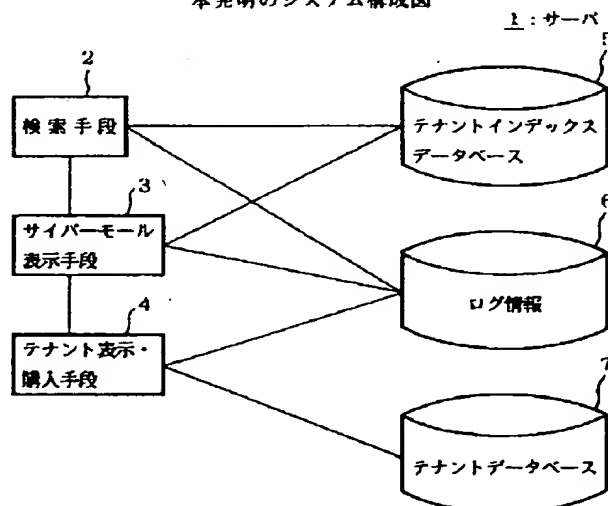 本発明のシステム構成図
1:サーバ
2
検索手段
3
サイバーモール
表示手段
4
テナント表示・
購入手段
5
テナントインデックス
データベース
6
ログ情報
7
テナントデータベース